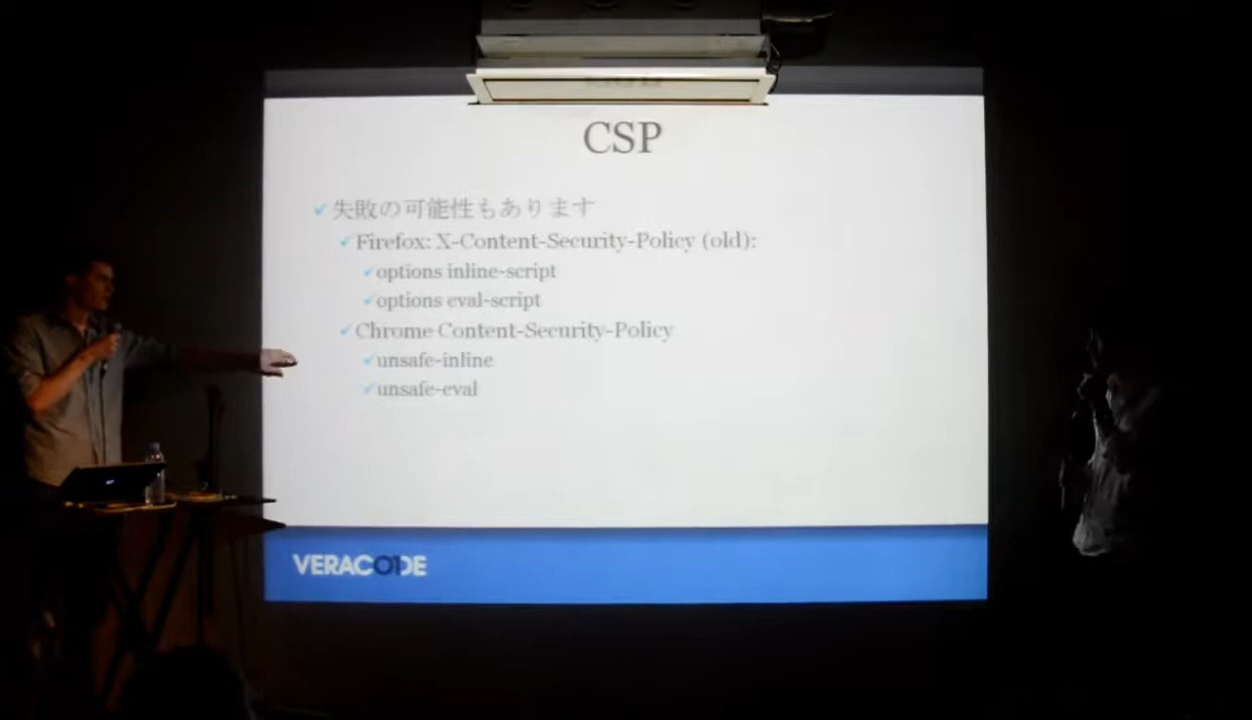 CSP
失敗の可能性もあります
Firefox: X-Content-Security-Policy (old):
options inline-script
options eval-script
Chrome Content-Security-Policy
unsafe-inline
unsafe-eval
VERACODE